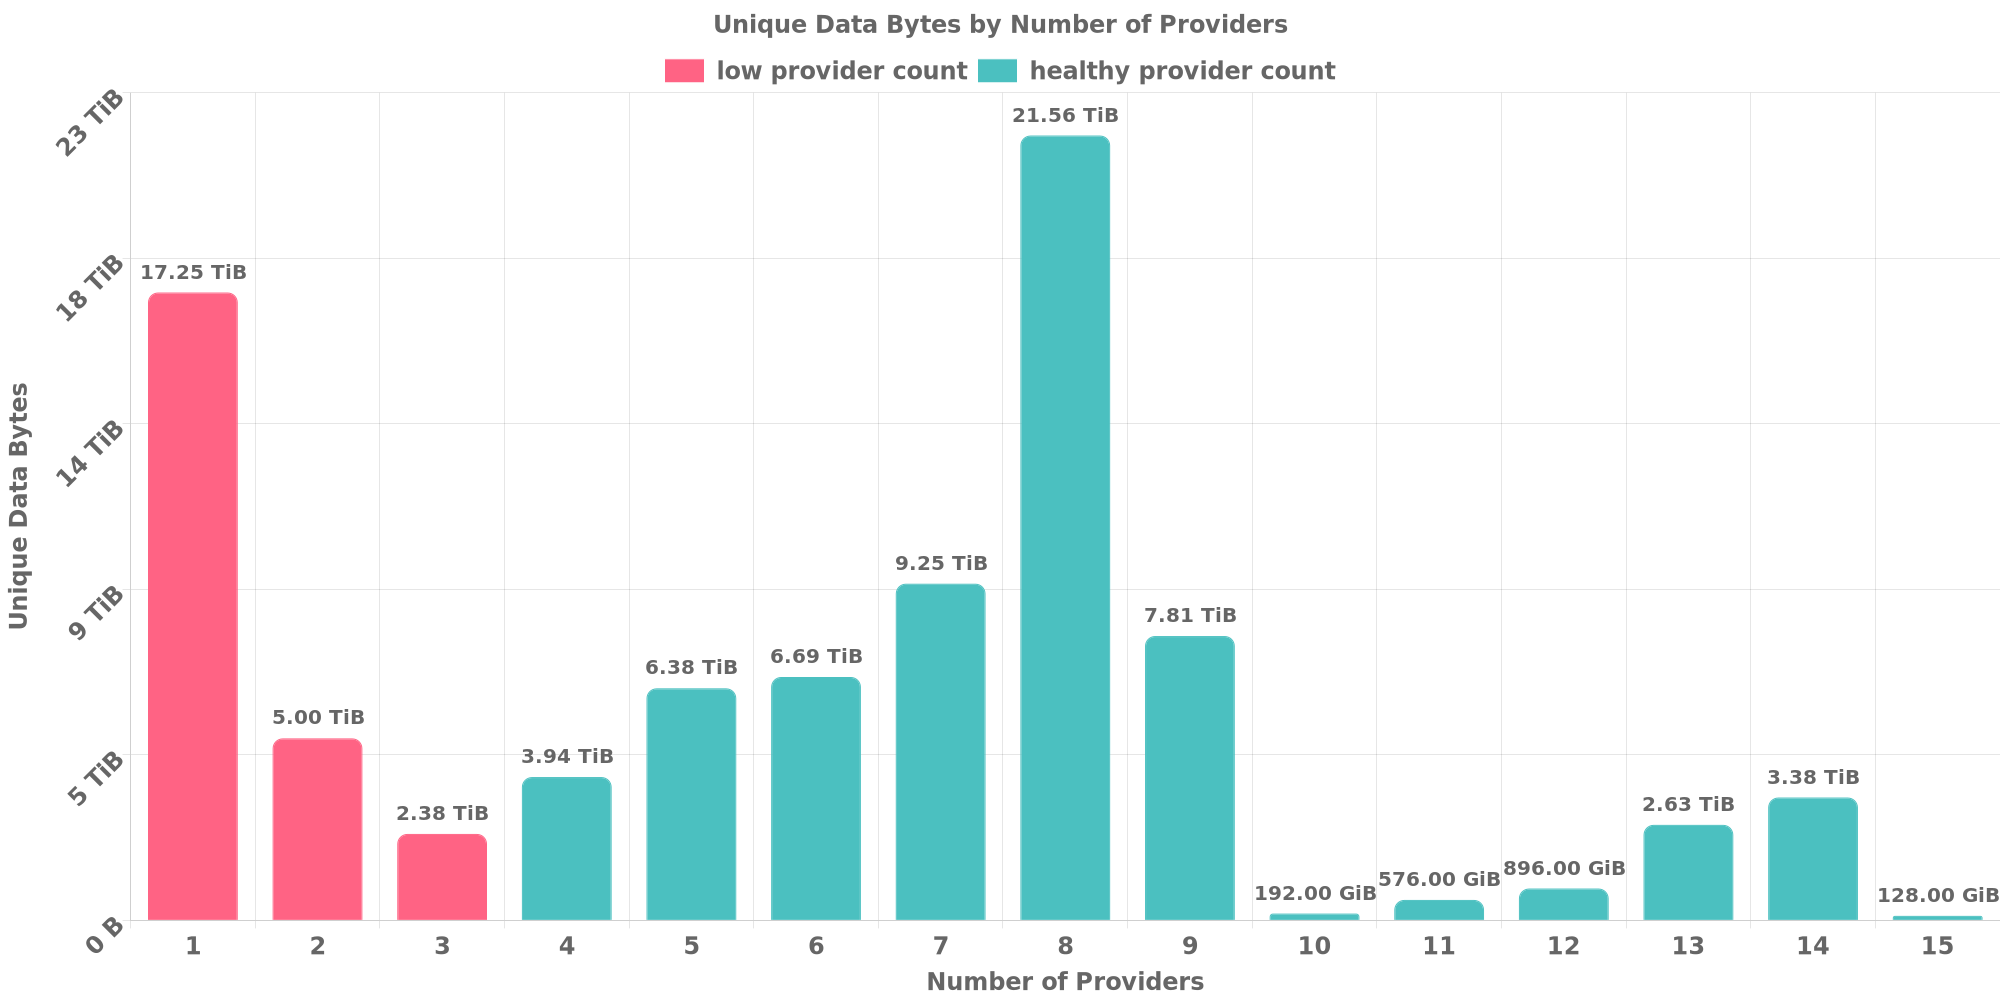 Unique Data Bytes by Number of Providers
low provider count
healthy provider count
Unique Data Bytes
23 TiB
18 TiB
14 TiB
9 TiB
5 TiB
0 B
17.25 TiB
5.00 TiB
2.38 TiB
3.94 TiB
6.38 TiB
6.69 TiB
9.25 TiB
21.56 TiB
7.81 TiB
192.00 GiB
576.00 GiB
896.00 GiB
2.63 TiB
3.38 TiB
128.00 GiB
1 2 3 4 5 6 7 8 9 10 11 12 13 14 15
Number of Providers